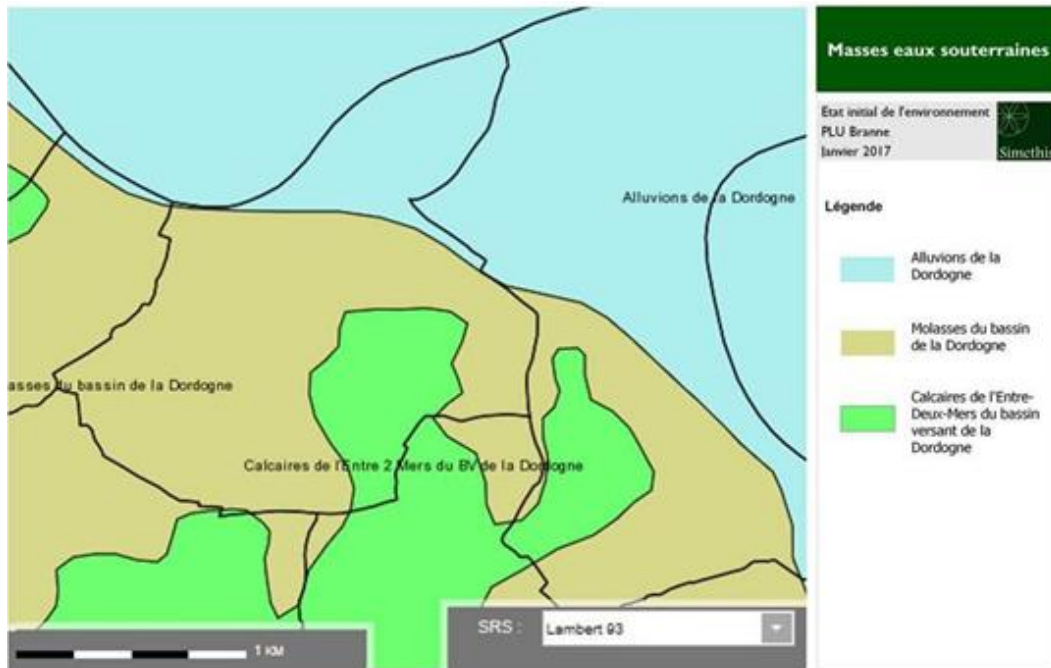 Masses eaux souterraines
Etat initial de l'environnement
PLU Branne
Janvier 2017
Simethis
Alluvions de la Dordogne
Légende
Alluvions de la
Dordogne
Molasses du bassin
de la Dordogne
asses du bassin de la Dordogne
Calcaires de l'Entre-
Deux-Mers du bassin
versant de la
Dordogne
Calcaires de l'Entre 2 Mers du BV de la Dordogne
SRS :
Lambert 93
1 KM